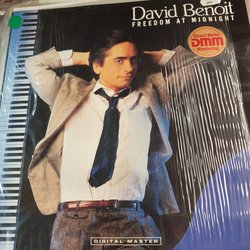 David Benoit
FREEDOM AT MIDNIGHT
Direct Metal
DMM
Mastering
DIGITAL MASTER